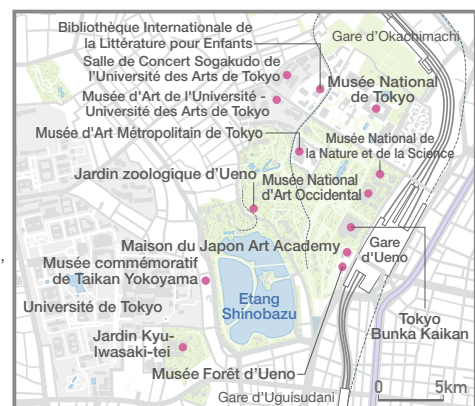 Bibliothèque Internationale de
la Littérature pour Enfants
Gare d'Okachimachi
Salle de Concert Sogakudo de
l'Université des Arts de Tokyo
Musée National
de Tokyo
Musée d'Art de l'Université -
Université des Arts de Tokyo
Musée d'Art Métropolitain de Tokyo
Musée National de
la Nature et de la Science
Jardin zoologique d'Ueno
Musée National
d'Art Occidental
Maison du Japon Art Academy
Gare
d'Ueno
,
Musée commémoratif
de Taikan Yokoyama
Université de Tokyo
Etang
Shinobazu
Tokyo
Bunka Kaikan
Jardin Kyu-
Iwasaki-tei
Musée Forêt d'Ueno
Gare d'Uguisudani
0 5km